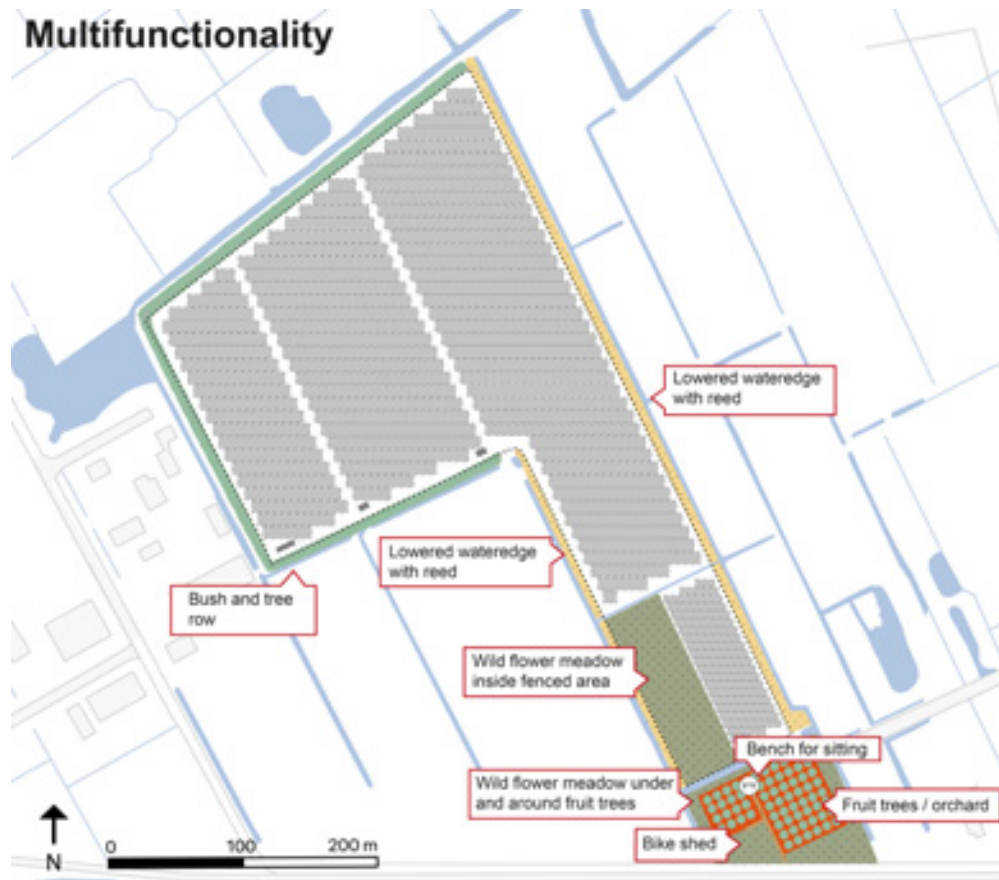 Multifunctionality
Lowered wateredge
with reed
Lowered wateredge
with reed
Bush and tree
row
Wild flower meadow
inside fenced area
Bench for sitting
Wild flower meadow under
and around fruit trees
Fruit trees / orchard
Bike shed
0 100 200 m
N